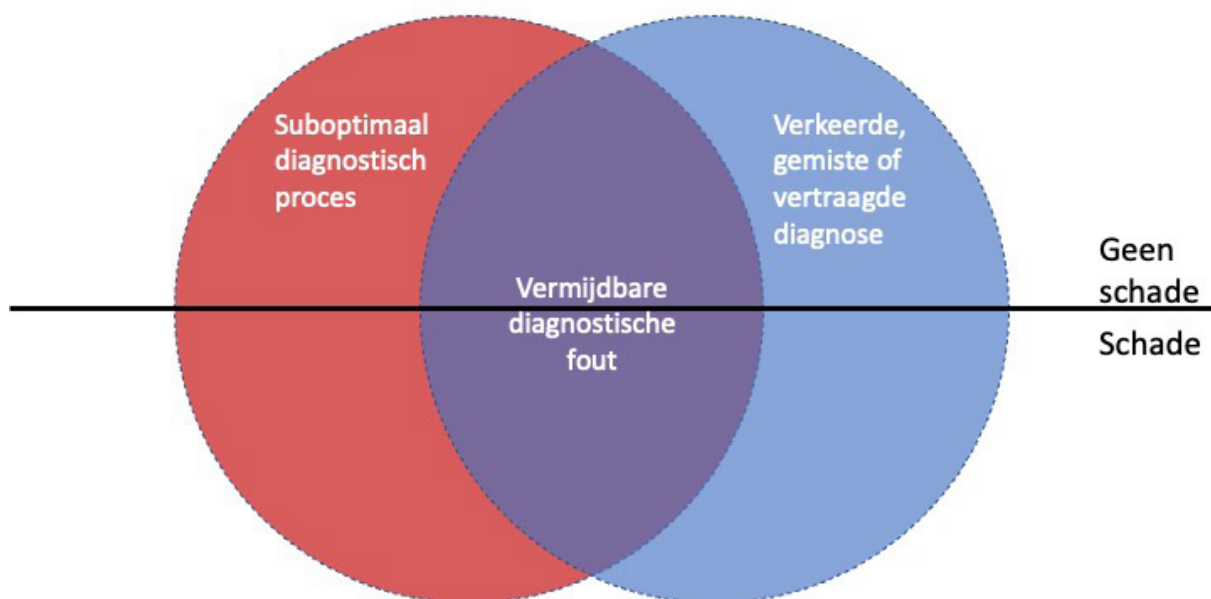 Suboptimaal
diagnostisch
proces
Verkeerde,
gemiste of
vertraagde
diagnose
Vermijdbare
diagnostische
fout
Geen
schade
Schade